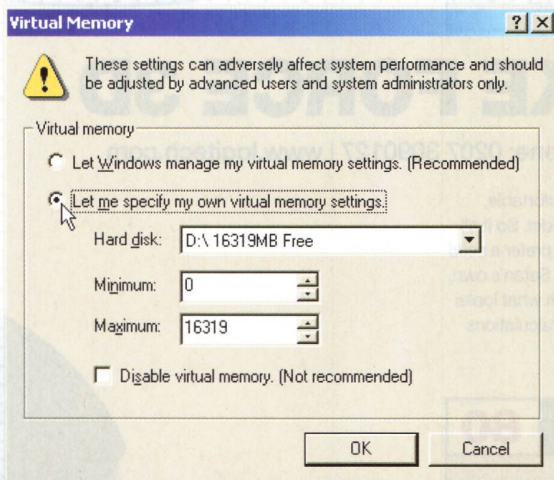 Virtual Memory
These settings can adversely affect system performance and should
be adjusted by advanced users and system administrators only.
Virtual memory
Let Windows manage my virtual memory settings. (Recommended)
Let me specify my own virtual memory settings.
Hard disk: D:\ 16319MB Free
Minimum: 0
Maximum: 16319
Disable virtual memory. (Not recommended)
OK Cancel